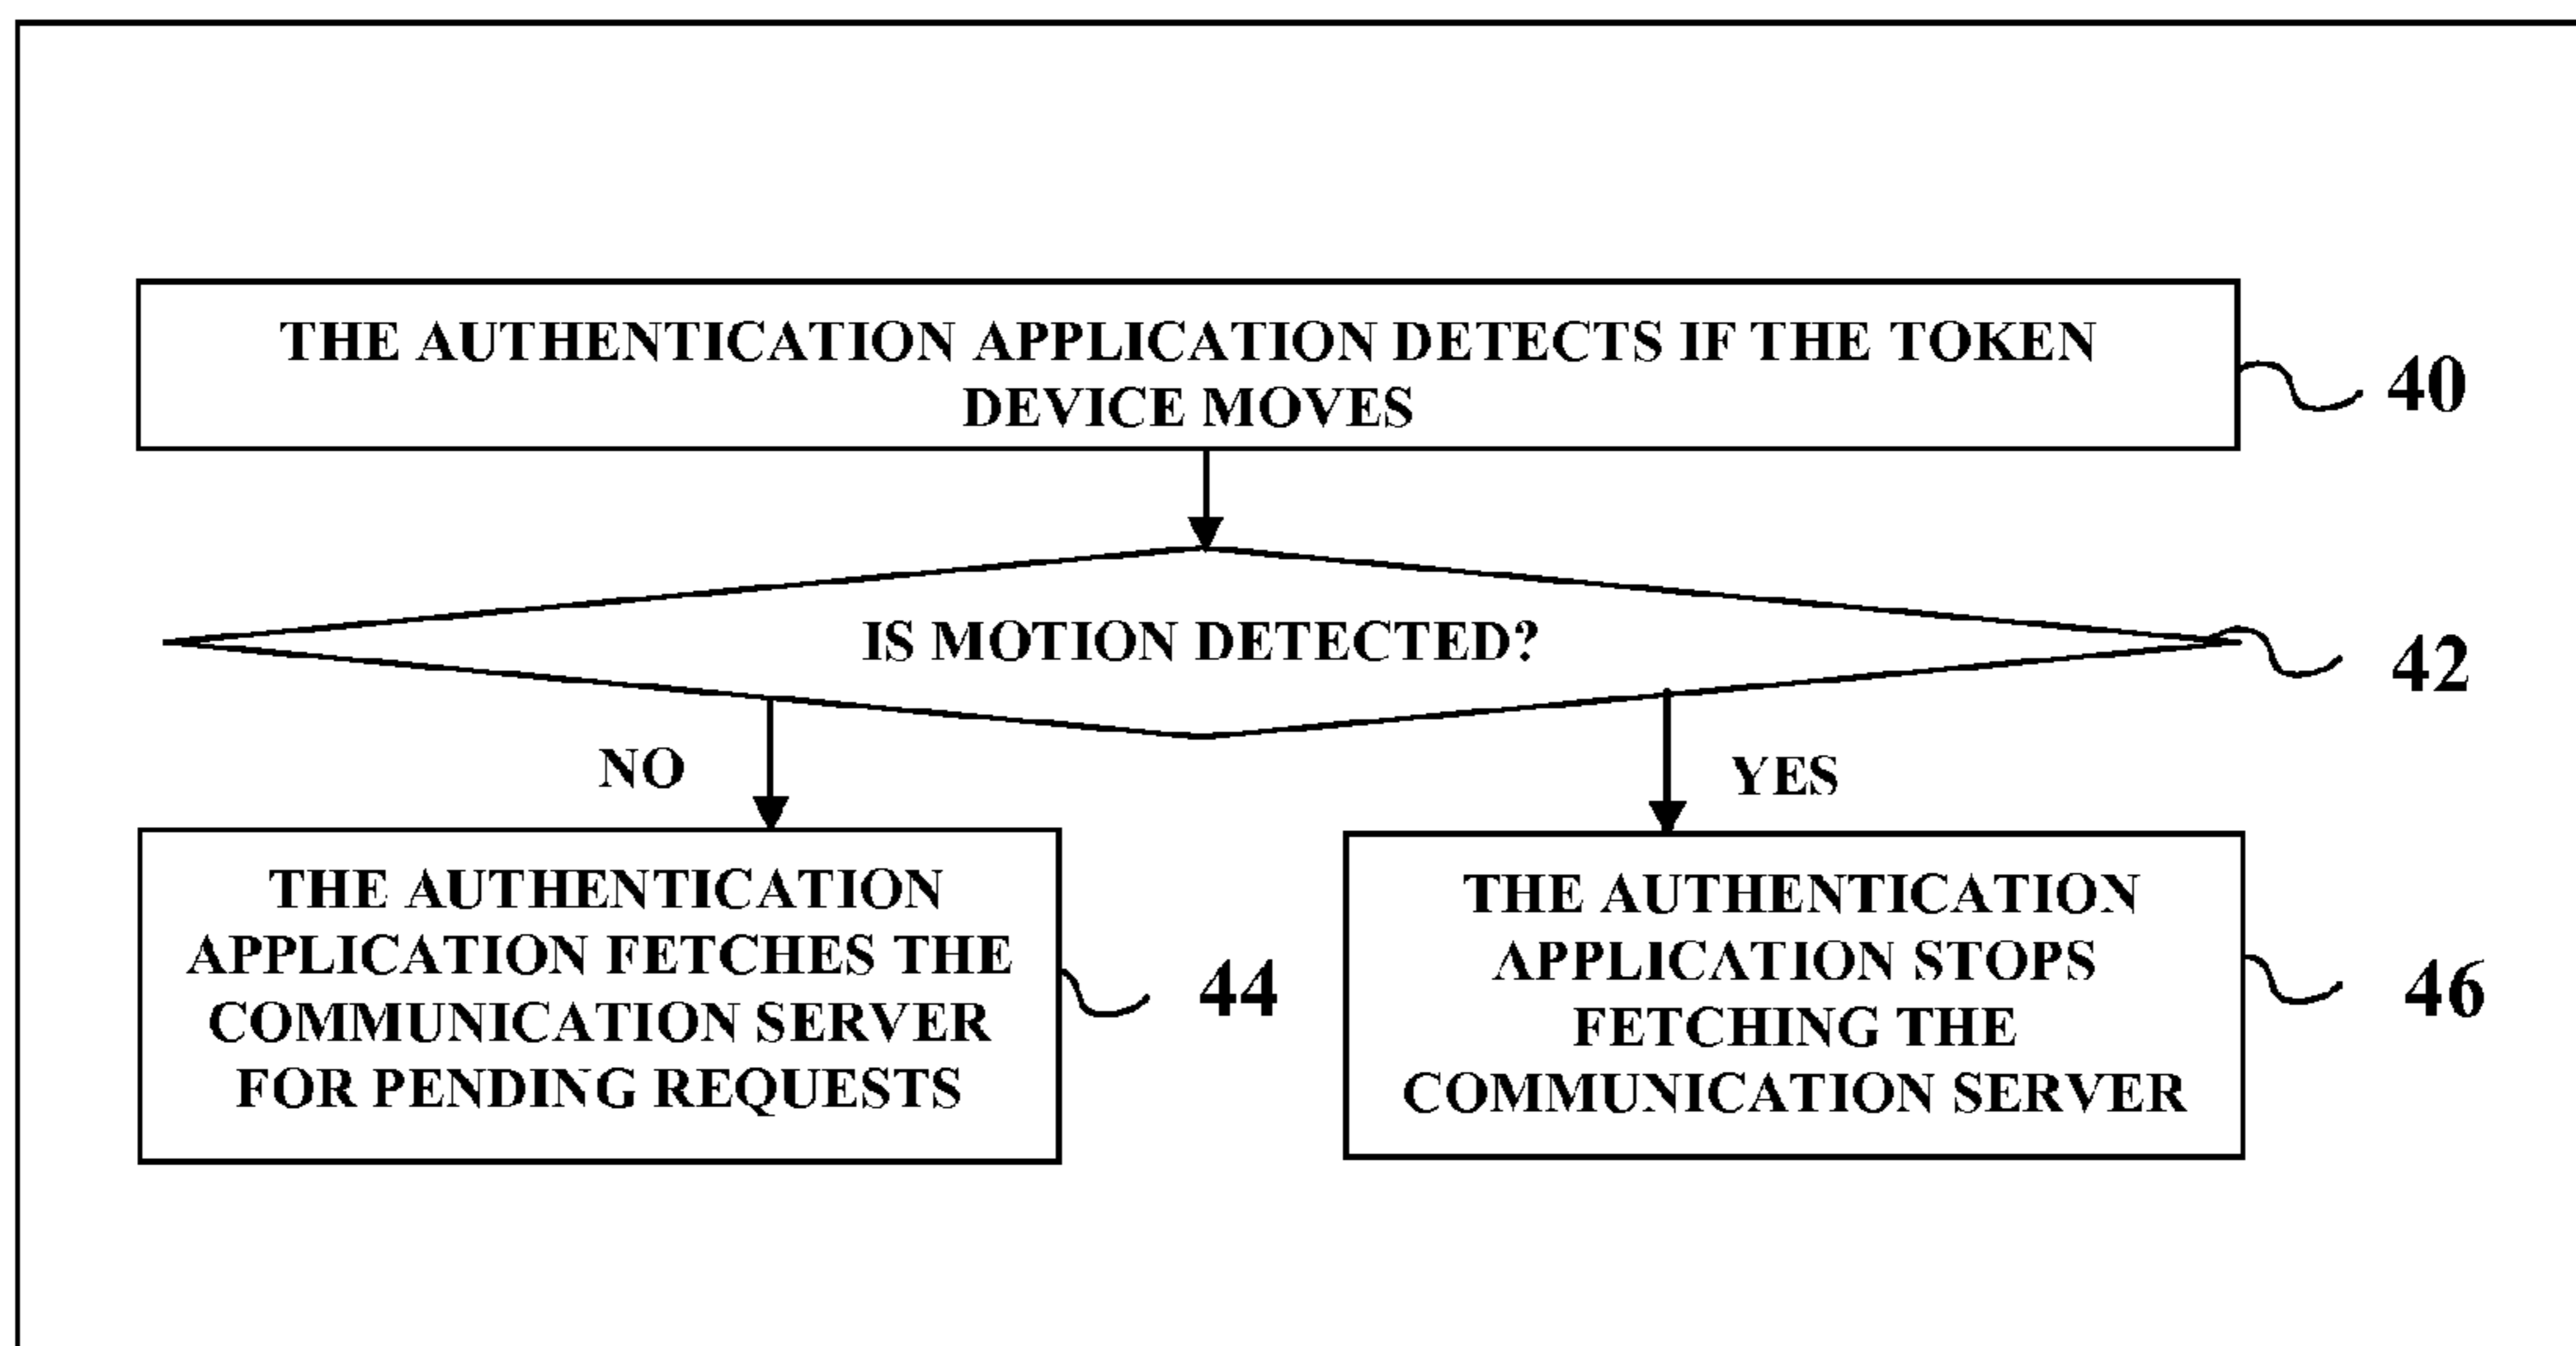 THE AUTHENTICATION APPLICATION DETECTS IF THE TOKEN
DEVICE MOVES
40
IS MOTION DETECTED?
42
NO
YES
THE AUTHENTICATION
APPLICATION FETCHES THE
COMMUNICATION SERVER
FOR PENDING REQUESTS
44
THE AUTHENTICATION
APPLICATION STOPS
FETCHING THE
COMMUNICATION SERVER
46